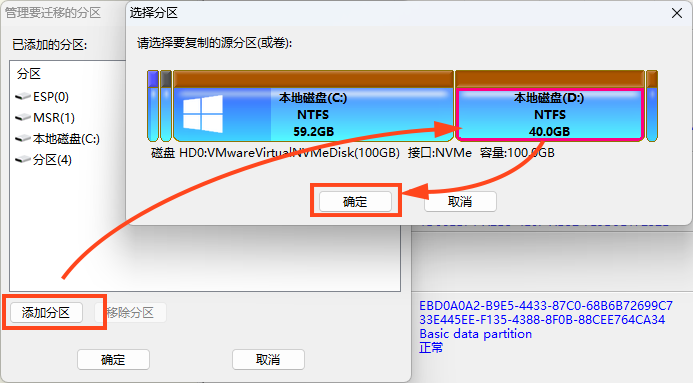 管理要迁移的分区
已添加的分区:
分区
ESP(0)
MSR(1)
本地磁盘(C:)
分区(4)
添加分区
移除分区
确定
取消
选择分区
请选择要复制的源分区(或卷):
本地磁盘(C:)
NTFS
59.2GB
本地磁盘(D:)
NTFS
40.0GB
磁盘 HD0:VMwareVirtualNVMeDisk(100GB) 接口:NVMe 容量:100.0GB
确定
取消
EBD0A0A2-B9E5-4433-87C0-68B6B72699C7
33E445EE-F135-4388-8F0B-88CEE764CA34
Basic data partition
正常